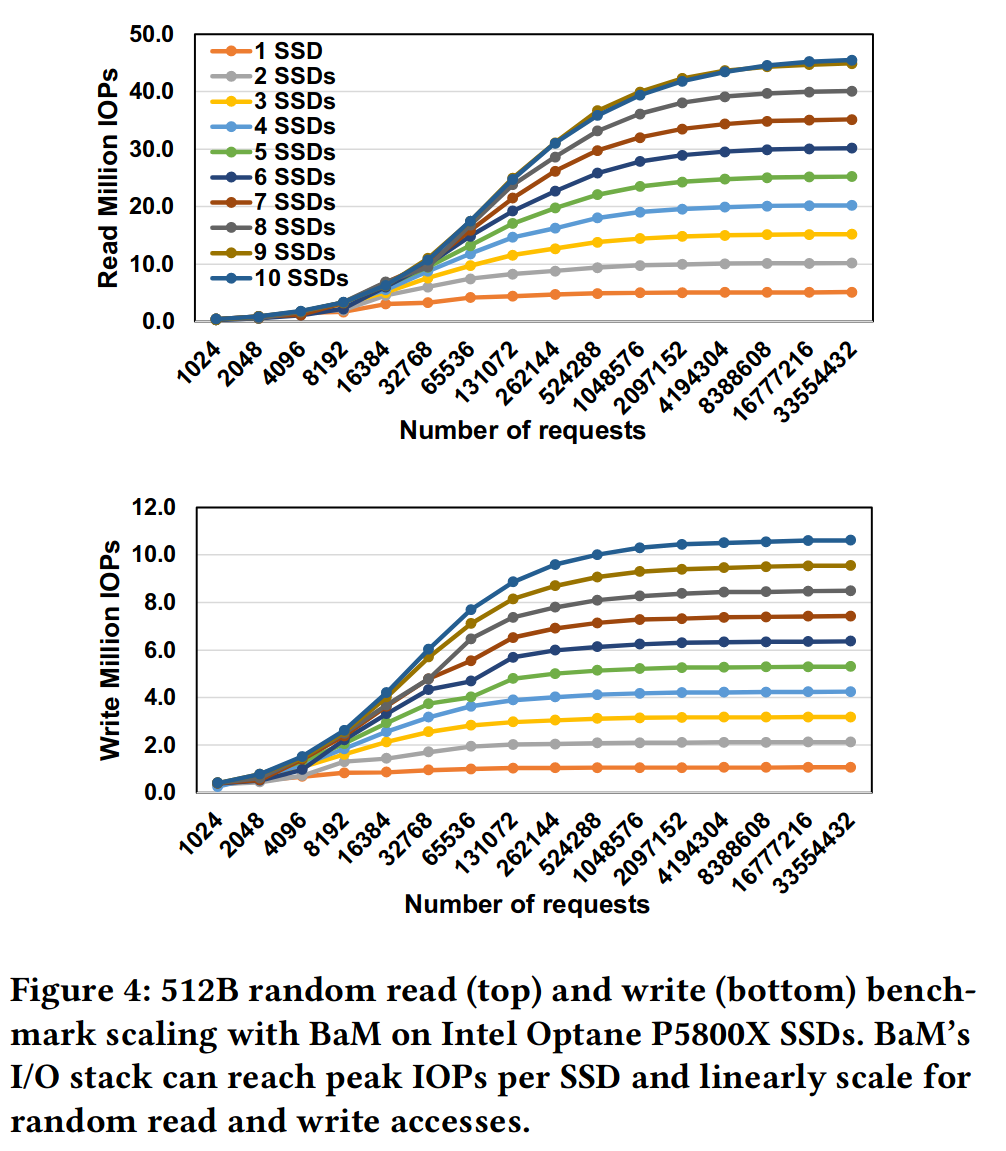 50.0
40.0
30.0
20.0
10.0
0.0
Read Million IOPs
1 SSD
2 SSDs
3 SSDs
4 SSDs
5 SSDs
6 SSDs
7 SSDs
8 SSDs
9 SSDs
10 SSDs
1024
2048
4096
8192
16384
32768
65536
131072
262144
524288
1048576
2097152
4194304
8388608
16777216
33554432
Number of requests
12.0
10.0
8.0
6.0
4.0
2.0
0.0
Write Million IOPs
1024
2048
4096
8192
16384
32768
65536
131072
262144
524288
1048576
2097152
4194304
8388608
16777216
33554432
Number of requests
Figure 4: 512B random read (top) and write (bottom) bench-
mark scaling with BaM on Intel Optane P5800X SSDs. BaM’s
I/O stack can reach peak IOPs per SSD and linearly scale for
random read and write accesses.